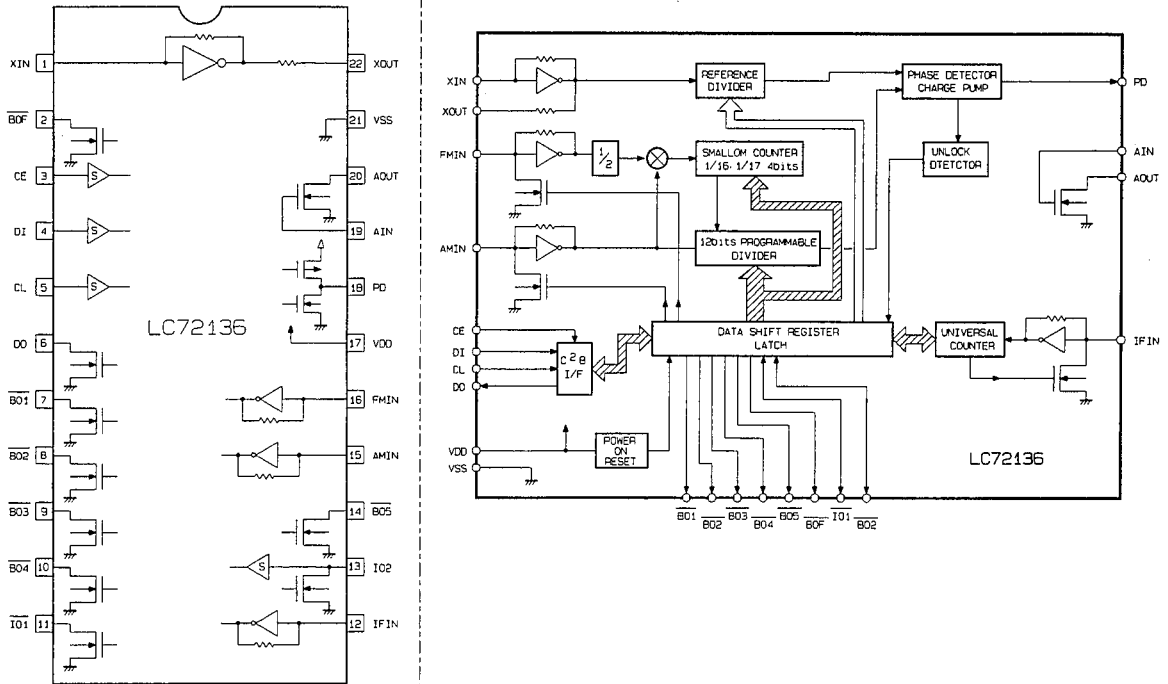 XIN 1
22 XOUT
BOF 2
21 VSS
CE 3 S
20 AOUT
DI 4 S
19 AIN
CL 5 S
18 PD
LC72136
DO 6
17 VDD
BO1 7
16 FMIN
BO2 8
15 AMIN
BO3 9
14 BO5
BO4 10
S 13 IO2
IO1 11
12 IFIN
XIN
REFERENCE
DIVIDER
PHASE DETECTOR
CHARGE PUMP
PD
XOUT
FMIN
1/2
SMALLOM COUNTER
1/16, 1/17 4bits
UNLOCK
DTETCTOR
AIN
AOUT
AMIN
12bits PROGRAMMABLE
DIVIDER
CE
DI
CL
DO
C²B
I/F
DATA SHIFT REGISTER
LATCH
UNIVERSAL
COUNTER
IFIN
VDD
POWER
ON
RESET
VSS
LC72136
BO1
BO2
BO3
BO4
BO5
BOF
IO1
BO2